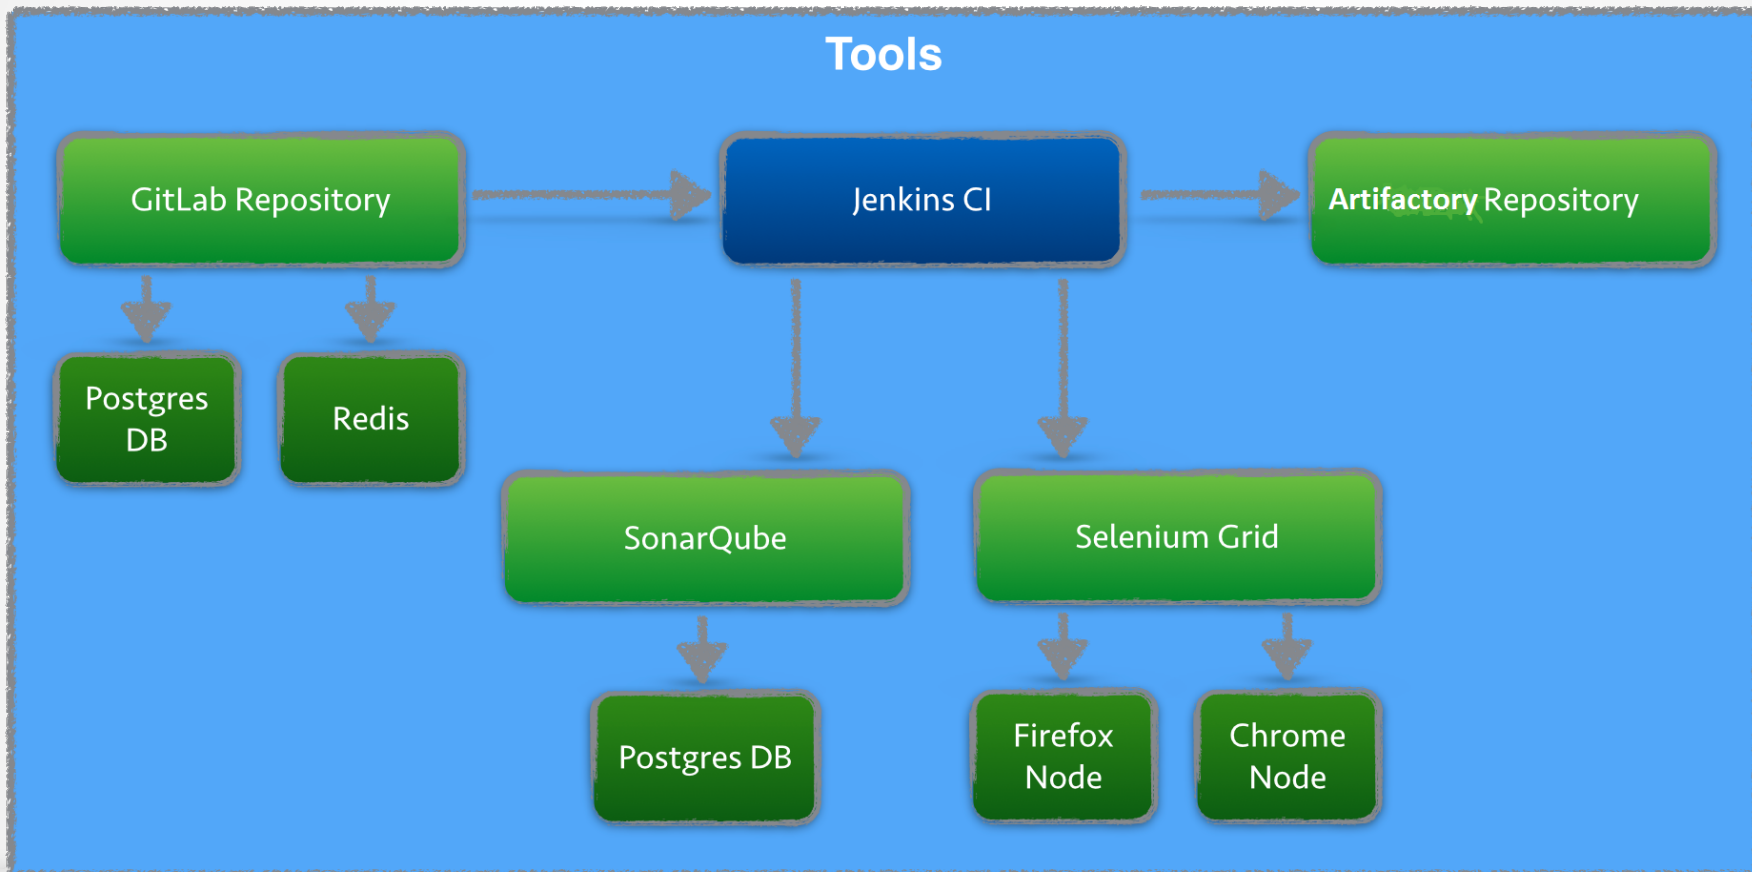 Tools
GitLab Repository
Jenkins CI
Artifactory Repository
Postgres
DB
Redis
SonarQube
Selenium Grid
Postgres DB
Firefox
Node
Chrome
Node